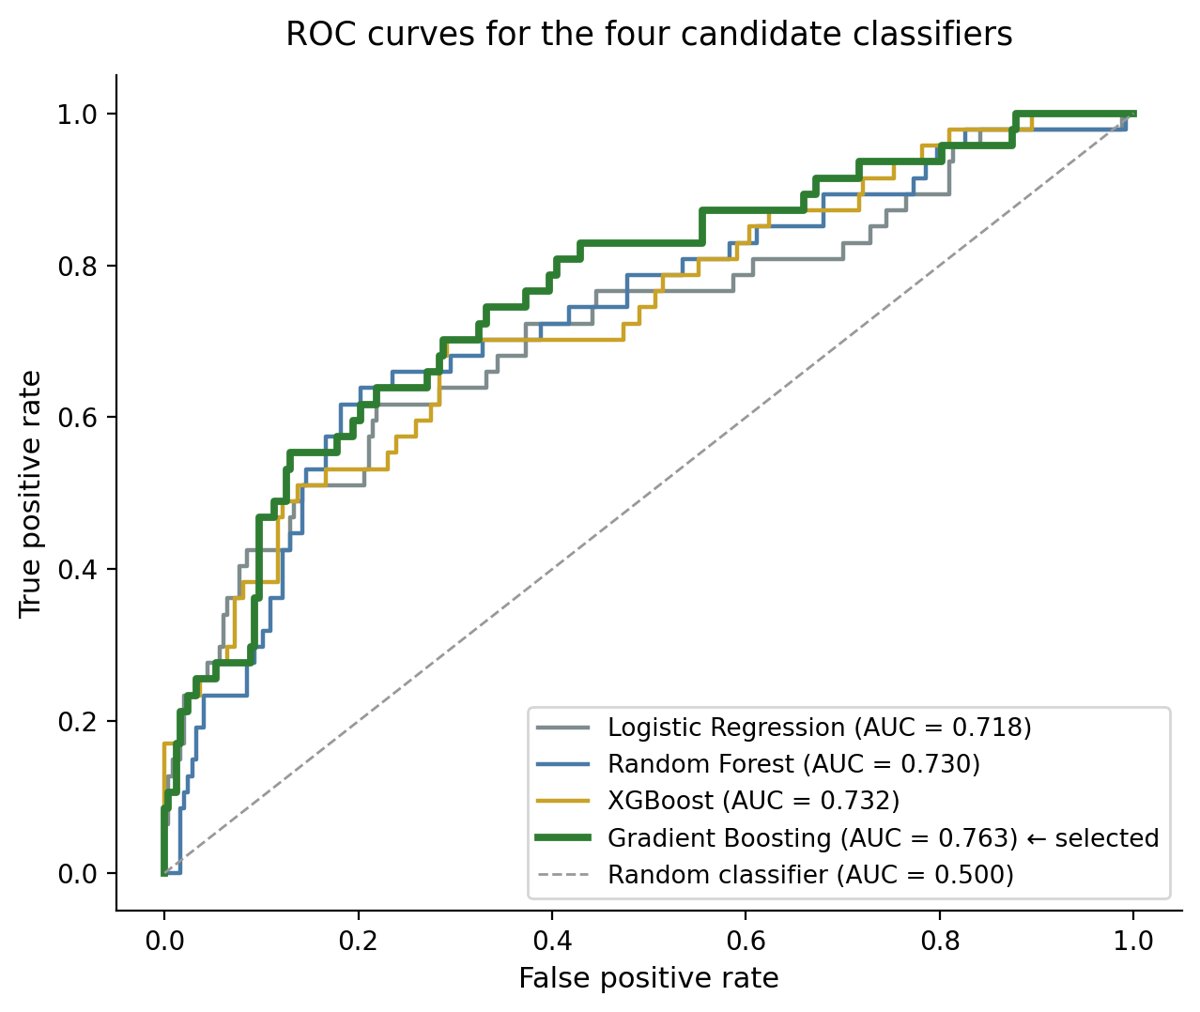 ROC curves for the four candidate classifiers
True positive rate
1.0
0.8
0.6
0.4
0.2
0.0
Logistic Regression (AUC = 0.718)
Random Forest (AUC = 0.730)
XGBoost (AUC = 0.732)
Gradient Boosting (AUC = 0.763) ← selected
Random classifier (AUC = 0.500)
0.0 0.2 0.4 0.6 0.8 1.0
False positive rate